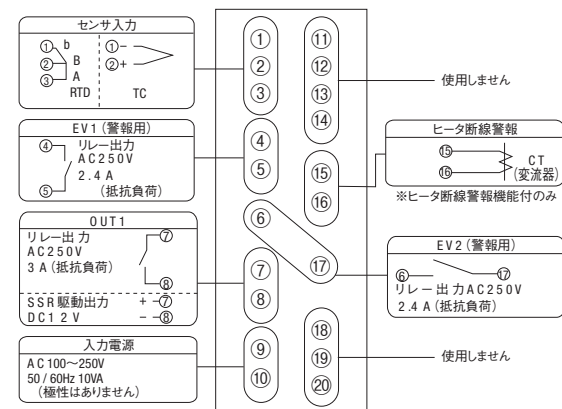 センサ入力
① b
② B
③ A
RTD
①-
②+
TC
EV1 (警報用)
④ リレー出力
AC250V
2.4A
⑤ (抵抗負荷)
OUT1
リレー出力 ⑦
AC250V
3A(抵抗負荷)
⑧
SSR駆動出力 + -⑦
DC12V - -⑧
入力電源
AC100~250V
50/60Hz 10VA
(極性はありません)
①
②
③
④
⑤
⑥
⑦
⑧
⑨
⑩
⑪
⑫
⑬
⑭
⑮
⑯
⑰
⑱
⑲
⑳
使用しません
ヒータ断線警報
⑮
⑯ CT
(変流器)
※ヒータ断線警報機能付のみ
EV2 (警報用)
⑥ ⑰
リレー出力AC250V
2.4A(抵抗負荷)
使用しません